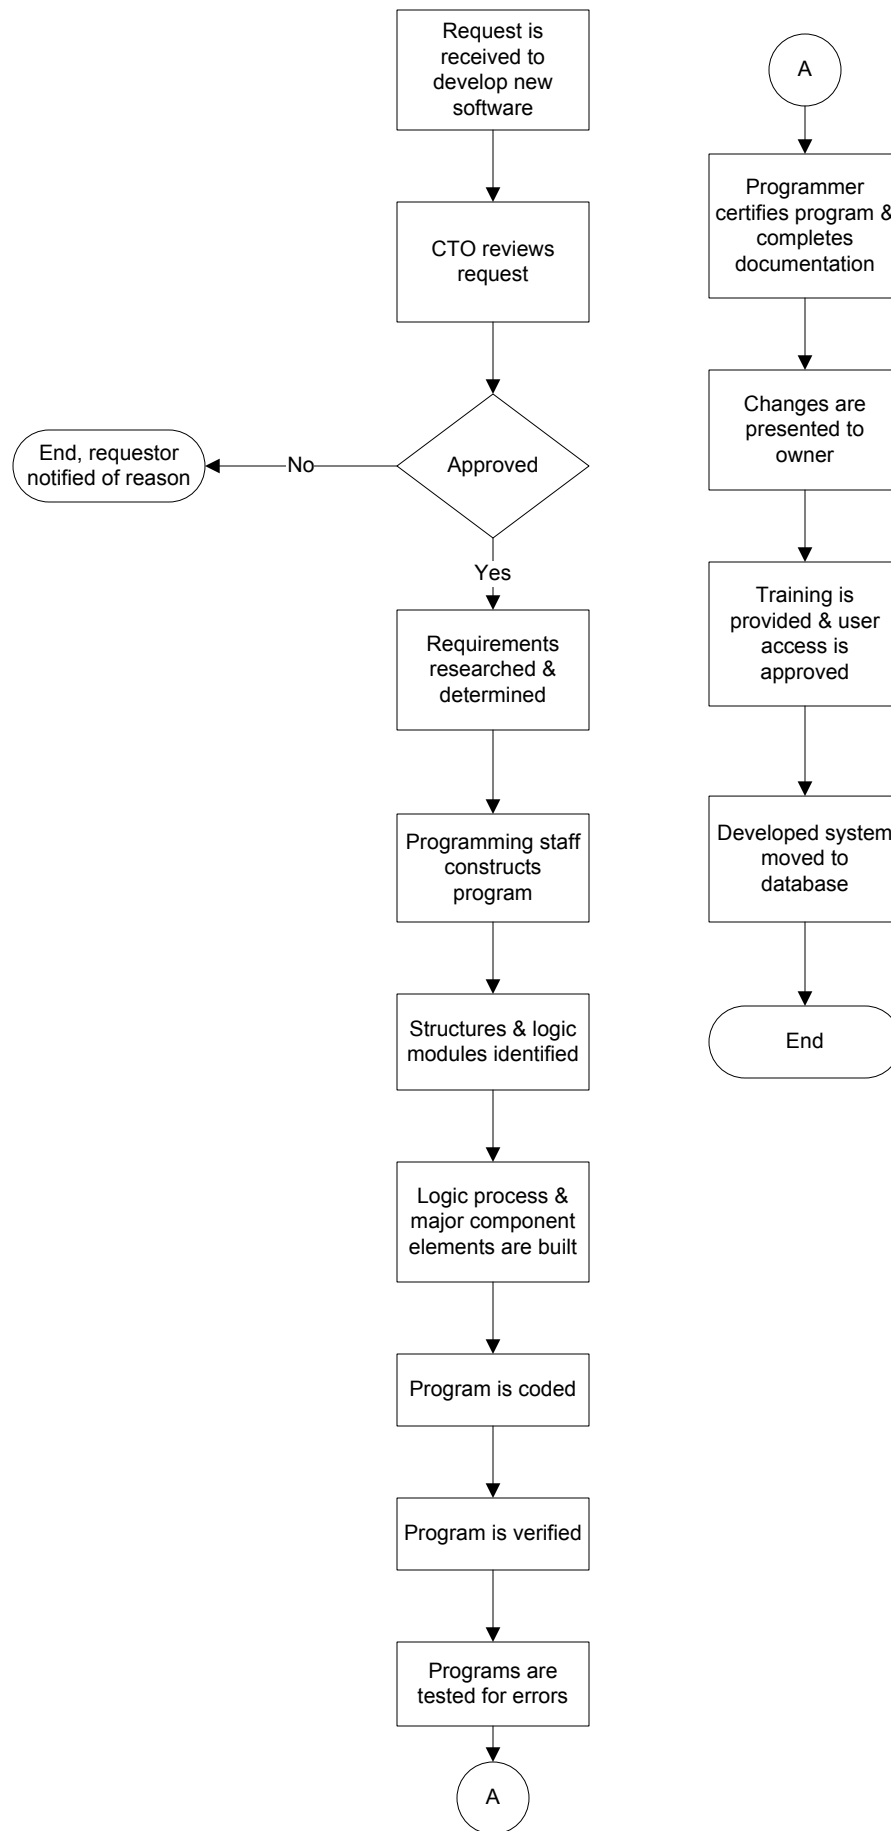 Request is
received to
develop new
software
CTO reviews
request
Approved
No
End, requestor
notified of reason
Yes
Requirements
researched &
determined
Programming staff
constructs
program
Structures & logic
modules identified
Logic process &
major component
elements are built
Program is coded
Program is verified
Programs are
tested for errors
A
A
Programmer
certifies program &
completes
documentation
Changes are
presented to
owner
Training is
provided & user
access is
approved
Developed system
moved to
database
End